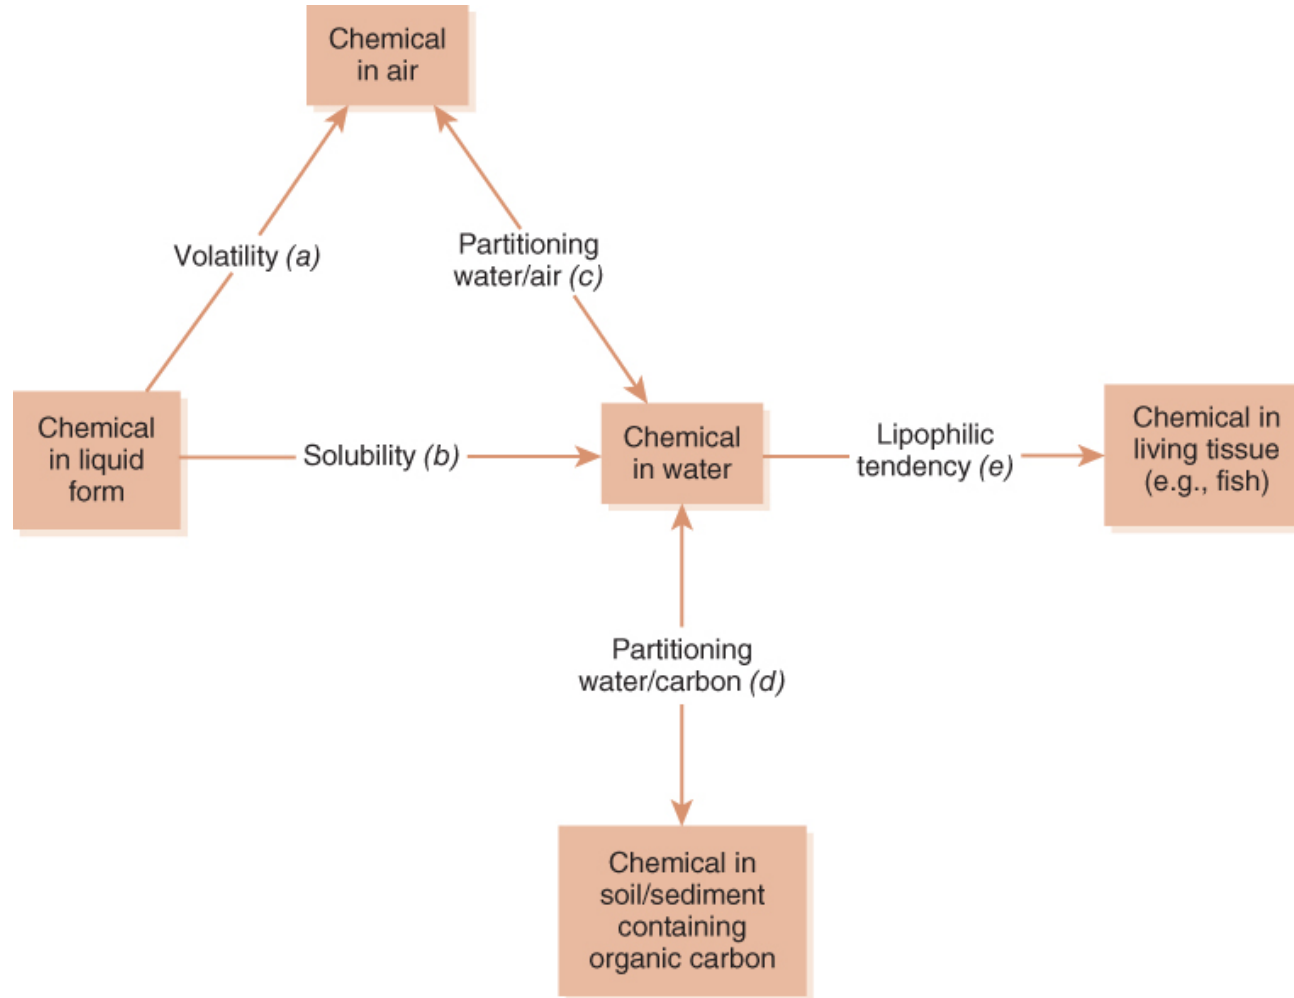 Chemical
in air
Volatility (a)
Partitioning
water/air (c)
Chemical
in liquid
form
Solubility (b)
Chemical
in water
Lipophilic
tendency (e)
Chemical in
living tissue
(e.g., fish)
Partitioning
water/carbon (d)
Chemical in
soil/sediment
containing
organic carbon